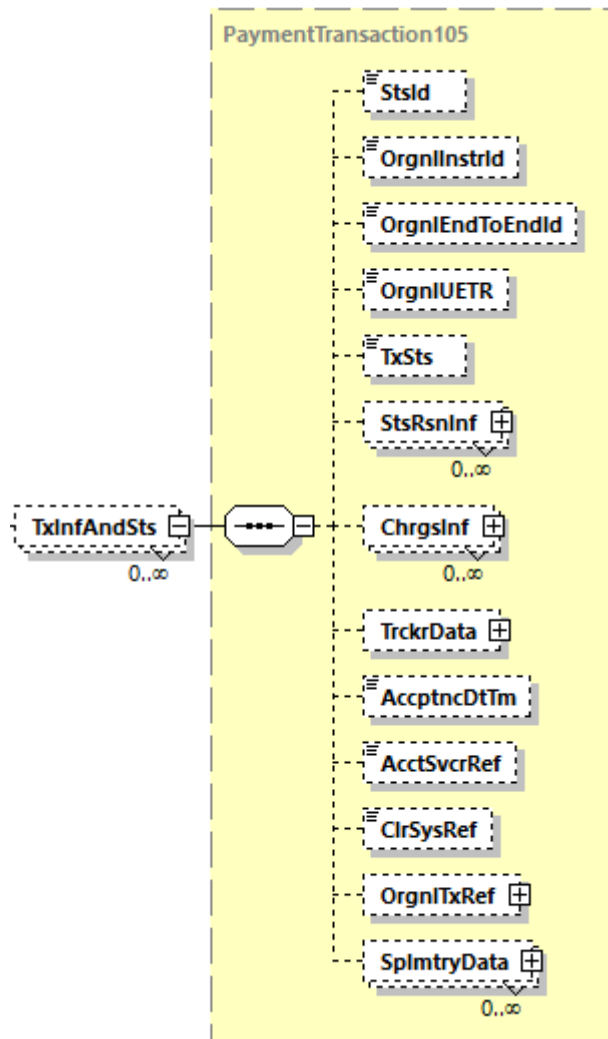 PaymentTransaction105
StsId
OrgnlInstrId
OrgnlEndToEndId
OrgnlUETR
TxSts
StsRsnInf
0..∞
TxInfAndSts
0..∞
ChrgsInf
0..∞
TrckrData
AccptncDtTm
AcctSvcrRef
ClrSysRef
OrgnlTxRef
SplmtryData
0..∞